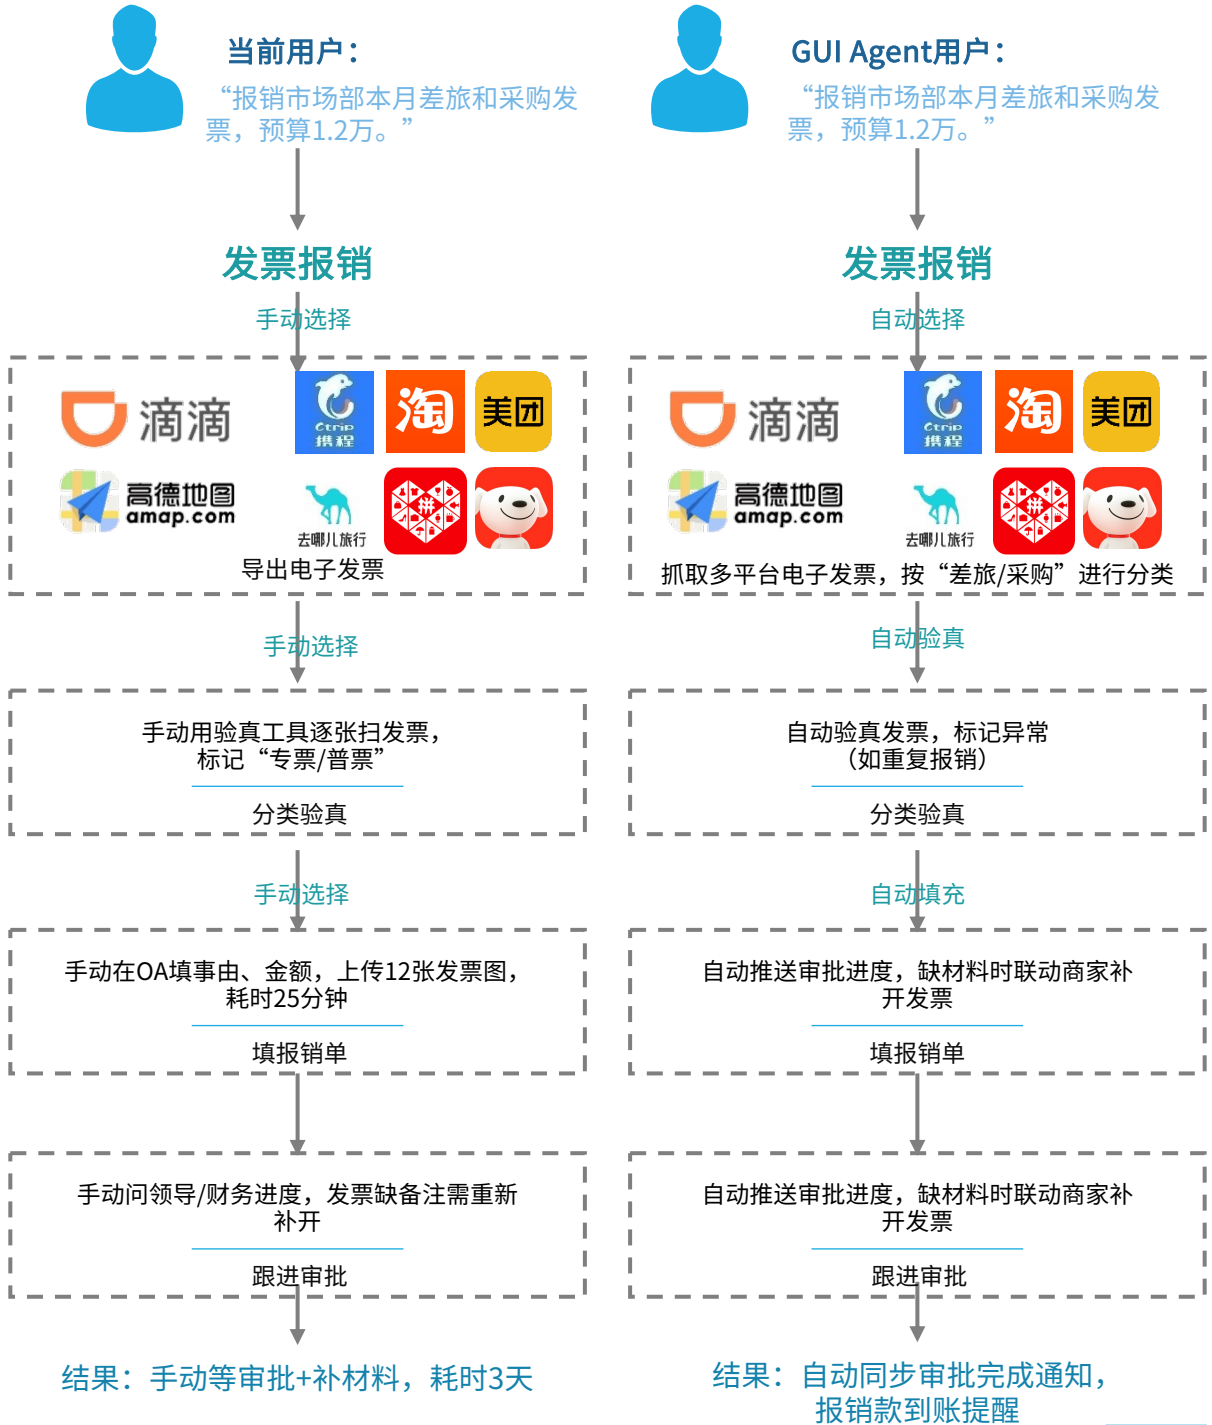 当前用户：
“报销市场部本月差旅和采购发
票，预算1.2万。”
发票报销
手动选择
滴滴
Ctrip
携程
淘
美团
高德地图
amap.com
去哪儿旅行
拼
导出电子发票
手动选择
手动用验真工具逐张扫发票，
标记“专票/普票”
分类验真
手动选择
手动在OA填事由、金额，上传12张发票图，
耗时25分钟
填报销单
手动问领导/财务进度，发票缺备注需重新
补开
跟进审批
结果：手动等审批+补材料，耗时3天
GUI Agent用户：
“报销市场部本月差旅和采购发
票，预算1.2万。”
发票报销
自动选择
滴滴
Ctrip
携程
淘
美团
高德地图
amap.com
去哪儿旅行
拼
抓取多平台电子发票，按“差旅/采购”进行分类
自动验真
自动验真发票，标记异常
（如重复报销）
分类验真
自动填充
自动推送审批进度，缺材料时联动商家补
开发票
填报销单
自动推送审批进度，缺材料时联动商家补
开发票
跟进审批
结果：自动同步审批完成通知，
报销款到账提醒